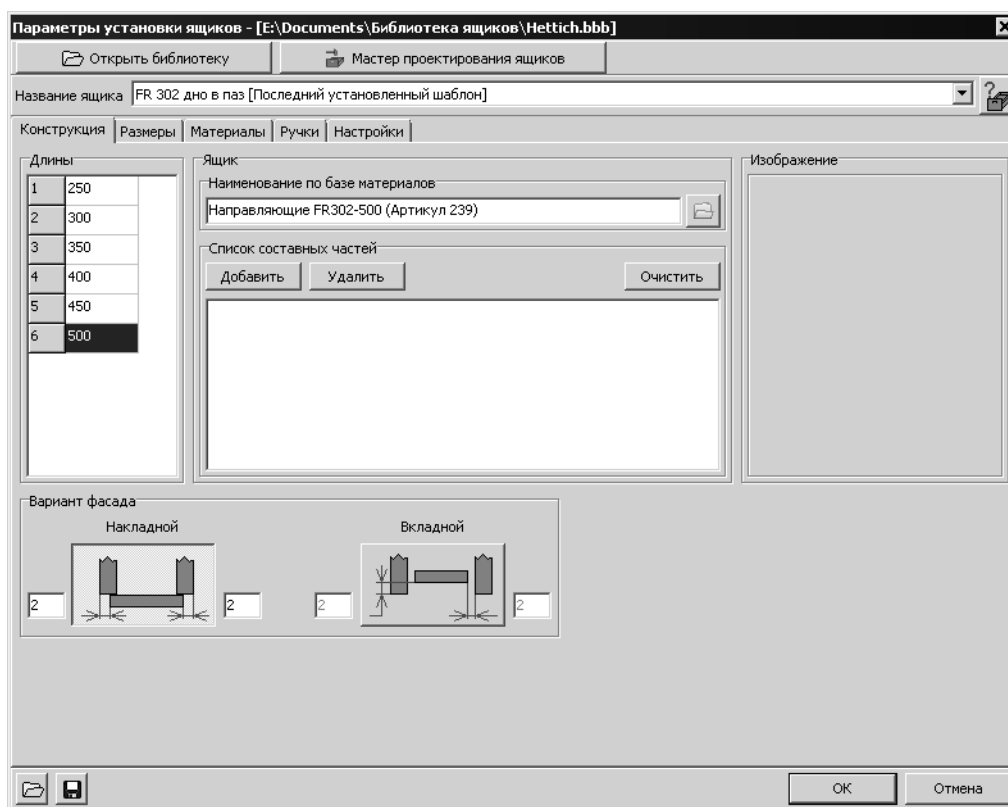 Параметры установки ящиков - [E:\Documents\Библиотека ящиков\Hettich.bbb]
Открыть библиотеку
Мастер проектирования ящиков
Название ящика
FR 302 дно в паз [Последний установленный шаблон]
Конструкция
Размеры
Материалы
Ручки
Настройки
Длины
1 250
2 300
3 350
4 400
5 450
6 500
Ящик
Наименование по базе материалов
Направляющие FR302-500 (Артикул 239)
Список составных частей
Добавить
Удалить
Очистить
Изображение
Вариант фасада
Накладной
Вкладной
2
2
2
2
OK
Отмена